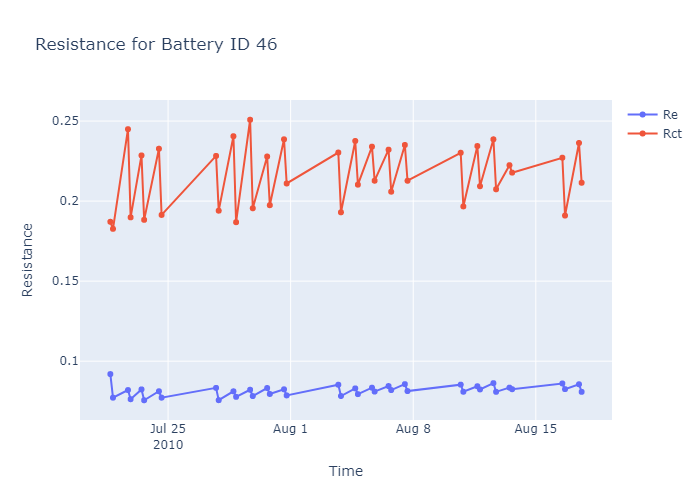 Resistance for Battery ID 46
Re
Rct
0.25
0.2
0.15
0.1
Resistance
Jul 25
2010
Aug 1
Aug 8
Aug 15
Time